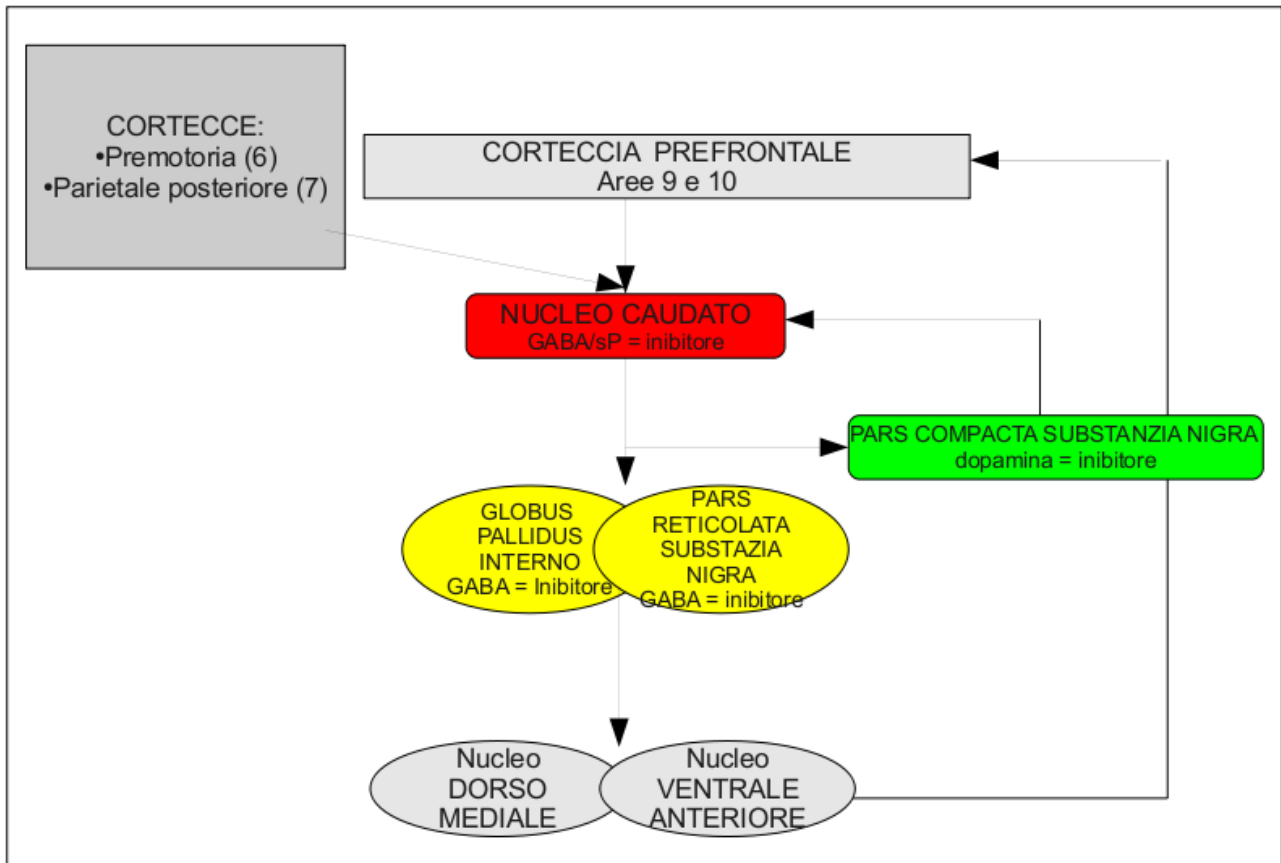 CORTECCE:
•Premotoria (6)
•Parietale posteriore (7)
CORTECCIA PREFRONTALE
Aree 9 e 10
NUCLEO CAUDATO
GABA/sP = inibitore
PARS COMPACTA SUBSTANZIA NIGRA
dopamina = inibitore
GLOBUS
PALLIDUS
INTERNO
GABA = Inibitore
PARS
RETICOLATA
SUBSTAZIA
NIGRA
GABA = inibitore
Nucleo
DORSO
MEDIALE
Nucleo
VENTRALE
ANTERIORE